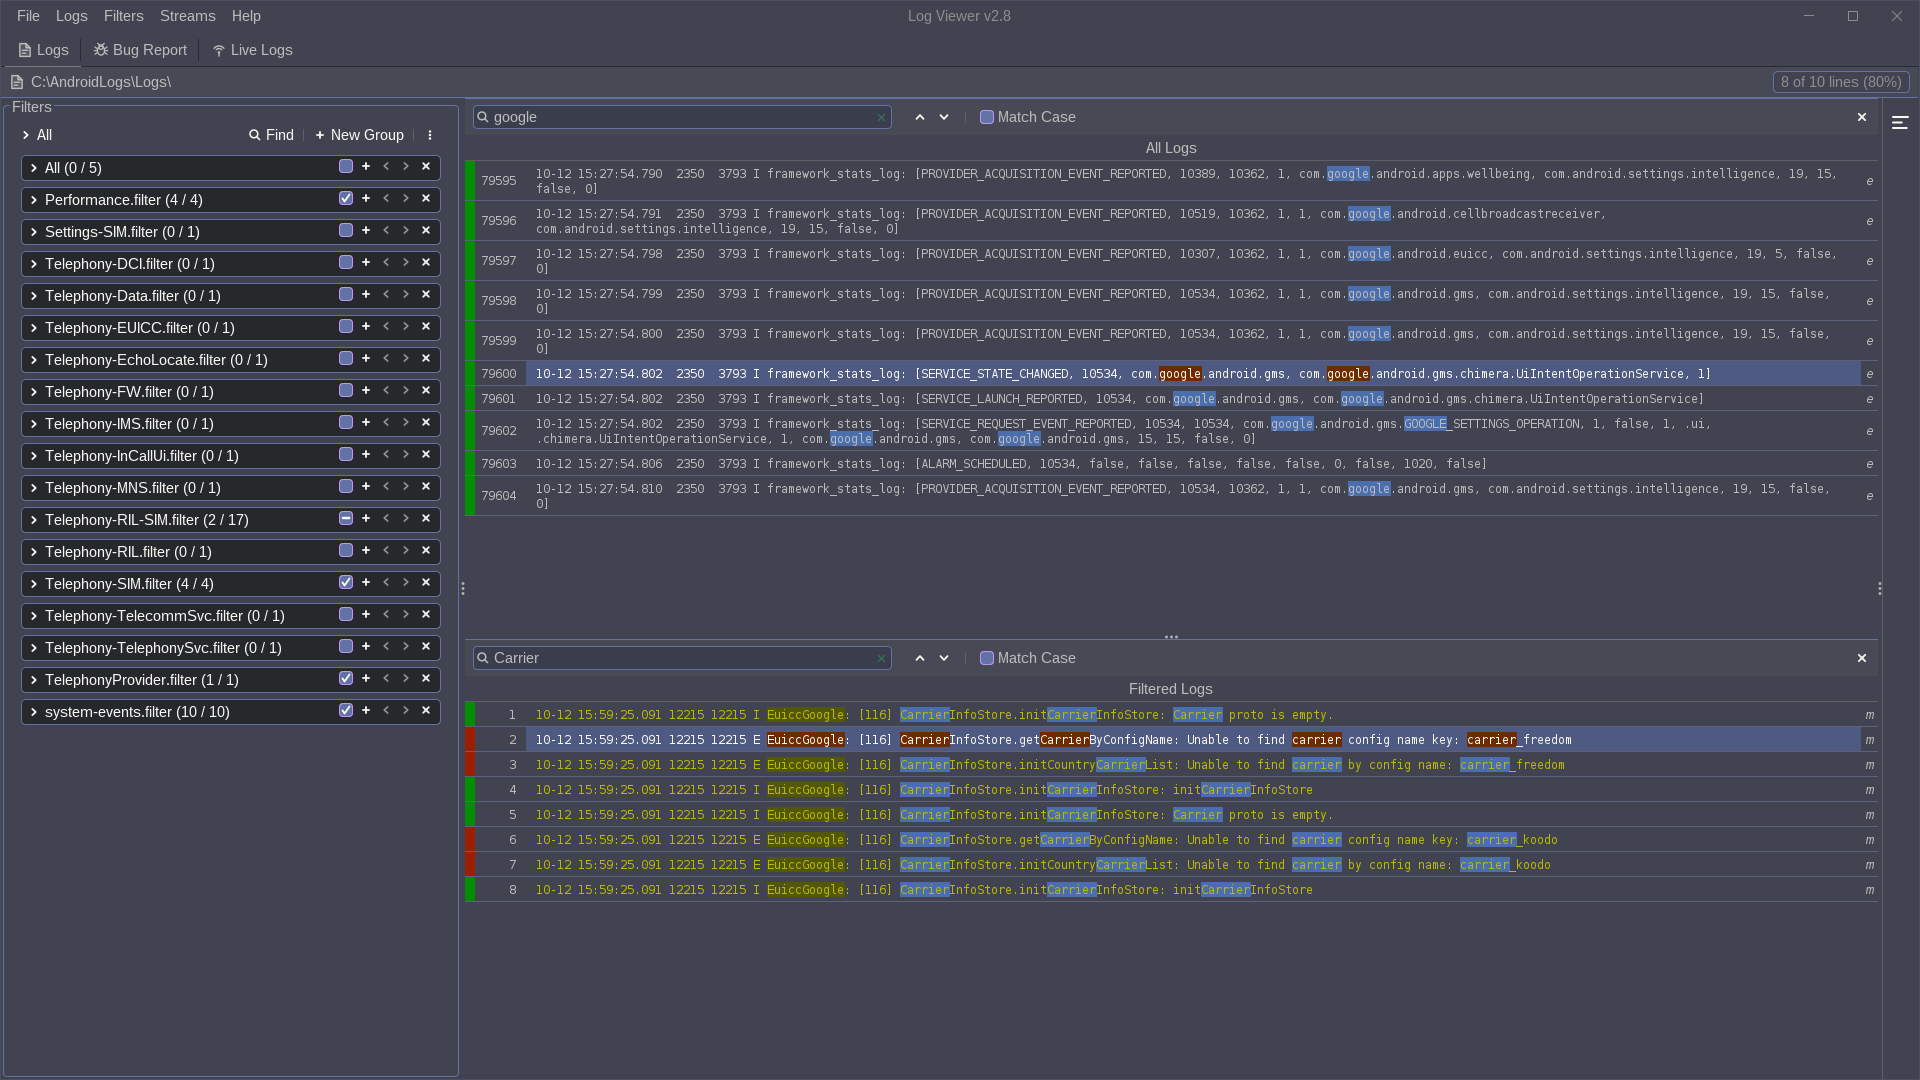 File Logs Filters Streams Help Log Viewer v2.8
Logs Bug Report Live Logs
C:\AndroidLogs\Logs\ 8 of 10 lines (80%)
Filters
All Find New Group
All (0 / 5)
Performance.filter (4 / 4)
Settings-SIM.filter (0 / 1)
Telephony-DCI.filter (0 / 1)
Telephony-Data.filter (0 / 1)
Telephony-EUICC.filter (0 / 1)
Telephony-EchoLocate.filter (0 / 1)
Telephony-FW.filter (0 / 1)
Telephony-IMS.filter (0 / 1)
Telephony-InCallUi.filter (0 / 1)
Telephony-MNS.filter (0 / 1)
Telephony-RIL-SIM.filter (2 / 17)
Telephony-RIL.filter (0 / 1)
Telephony-SIM.filter (4 / 4)
Telephony-TelecommSvc.filter (0 / 1)
Telephony-TelephonySvc.filter (0 / 1)
TelephonyProvider.filter (1 / 1)
system-events.filter (10 / 10)
google Match Case
All Logs
79595 10-12 15:27:54.790 2350 3793 I framework_stats_log: [PROVIDER_ACQUISITION_EVENT_REPORTED, 10389, 10362, 1, com.google.android.apps.wellbeing, com.android.settings.intelligence, 19, 15, e
false, 0]
79596 10-12 15:27:54.791 2350 3793 I framework_stats_log: [PROVIDER_ACQUISITION_EVENT_REPORTED, 10519, 10362, 1, 1, com.google.android.cellbroadcastreceiver, e
com.android.settings.intelligence, 19, 15, false, 0]
79597 10-12 15:27:54.798 2350 3793 I framework_stats_log: [PROVIDER_ACQUISITION_EVENT_REPORTED, 10307, 10362, 1, 1, com.google.android.euicc, com.android.settings.intelligence, 19, 5, false, e
0]
79598 10-12 15:27:54.799 2350 3793 I framework_stats_log: [PROVIDER_ACQUISITION_EVENT_REPORTED, 10534, 10362, 1, 1, com.google.android.gms, com.android.settings.intelligence, 19, 15, false, e
0]
79599 10-12 15:27:54.800 2350 3793 I framework_stats_log: [PROVIDER_ACQUISITION_EVENT_REPORTED, 10534, 10362, 1, 1, com.google.android.gms, com.android.settings.intelligence, 19, 15, false, e
0]
79600 10-12 15:27:54.802 2350 3793 I framework_stats_log: [SERVICE_STATE_CHANGED, 10534, com.google.android.gms, com.google.android.gms.chimera.UiIntentOperationService, 1] e
79601 10-12 15:27:54.802 2350 3793 I framework_stats_log: [SERVICE_LAUNCH_REPORTED, 10534, com.google.android.gms, com.google.android.gms.chimera.UiIntentOperationService] e
79602 10-12 15:27:54.802 2350 3793 I framework_stats_log: [SERVICE_REQUEST_EVENT_REPORTED, 10534, 10534, com.google.android.gms.GOOGLE_SETTINGS_OPERATION, 1, false, 1, .ui, e
.chimera.UiIntentOperationService, 1, com.google.android.gms, com.google.android.gms, 15, 15, false, 0]
79603 10-12 15:27:54.806 2350 3793 I framework_stats_log: [ALARM_SCHEDULED, 10534, false, false, false, false, false, 0, false, 1020, false] e
79604 10-12 15:27:54.810 2350 3793 I framework_stats_log: [PROVIDER_ACQUISITION_EVENT_REPORTED, 10534, 10362, 1, 1, com.google.android.gms, com.android.settings.intelligence, 19, 15, false, e
0]
Carrier Match Case
Filtered Logs
1 10-12 15:59:25.091 12215 12215 I EuiccGoogle: [116] CarrierInfoStore.initCarrierInfoStore: Carrier proto is empty. m
2 10-12 15:59:25.091 12215 12215 E EuiccGoogle: [116] CarrierInfoStore.getCarrierByConfigName: Unable to find carrier config name key: carrier_freedom m
3 10-12 15:59:25.091 12215 12215 E EuiccGoogle: [116] CarrierInfoStore.initCountryCarrierList: Unable to find carrier by config name: carrier_freedom m
4 10-12 15:59:25.091 12215 12215 I EuiccGoogle: [116] CarrierInfoStore.initCarrierInfoStore: initCarrierInfoStore m
5 10-12 15:59:25.091 12215 12215 I EuiccGoogle: [116] CarrierInfoStore.initCarrierInfoStore: Carrier proto is empty. m
6 10-12 15:59:25.091 12215 12215 E EuiccGoogle: [116] CarrierInfoStore.getCarrierByConfigName: Unable to find carrier config name key: carrier_koodo m
7 10-12 15:59:25.091 12215 12215 E EuiccGoogle: [116] CarrierInfoStore.initCountryCarrierList: Unable to find carrier by config name: carrier_koodo m
8 10-12 15:59:25.091 12215 12215 I EuiccGoogle: [116] CarrierInfoStore.initCarrierInfoStore: initCarrierInfoStore m